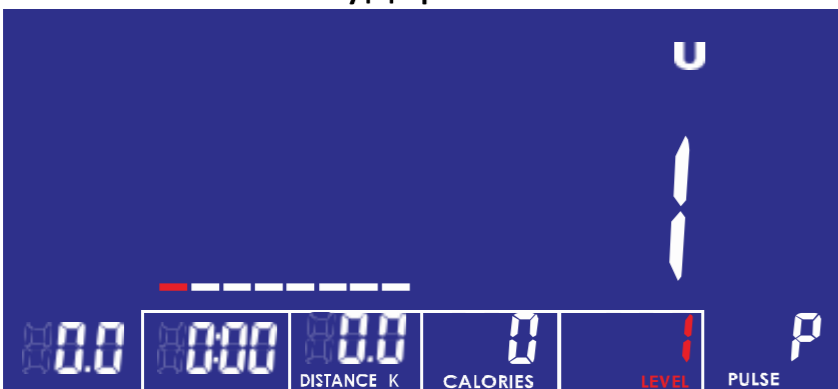 U
1
0.0 0:00 0.0 0 1 P
DISTANCE K CALORIES LEVEL PULSE